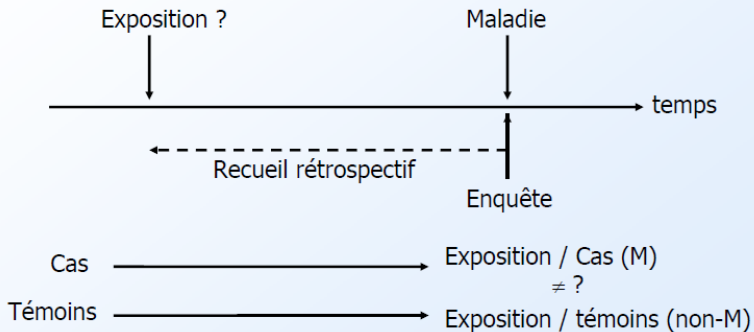 Exposition ?
Maladie
temps
Recueil rétrospectif
Enquête
Cas
Exposition / Cas (M)
≠ ?
Témoins
Exposition / témoins (non-M)